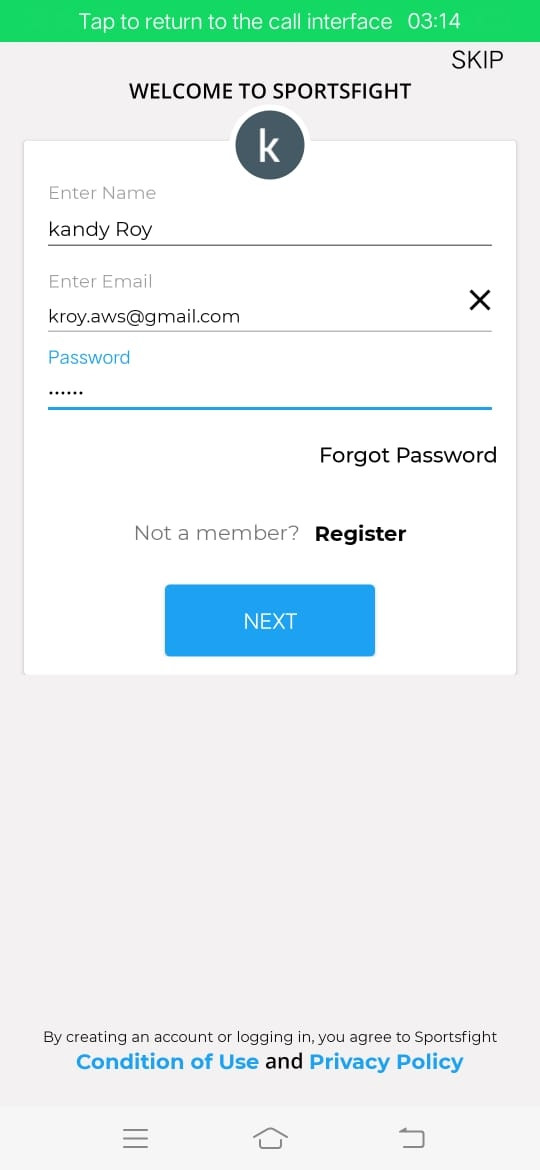 Tap to return to the call interface 03:14
SKIP
WELCOME TO SPORTSFIGHT
k
Enter Name
kandy Roy
Enter Email
kroy.aws@gmail.com
Password
......
Forgot Password
Not a member? Register
NEXT
By creating an account or logging in, you agree to Sportsfight
Condition of Use and Privacy Policy